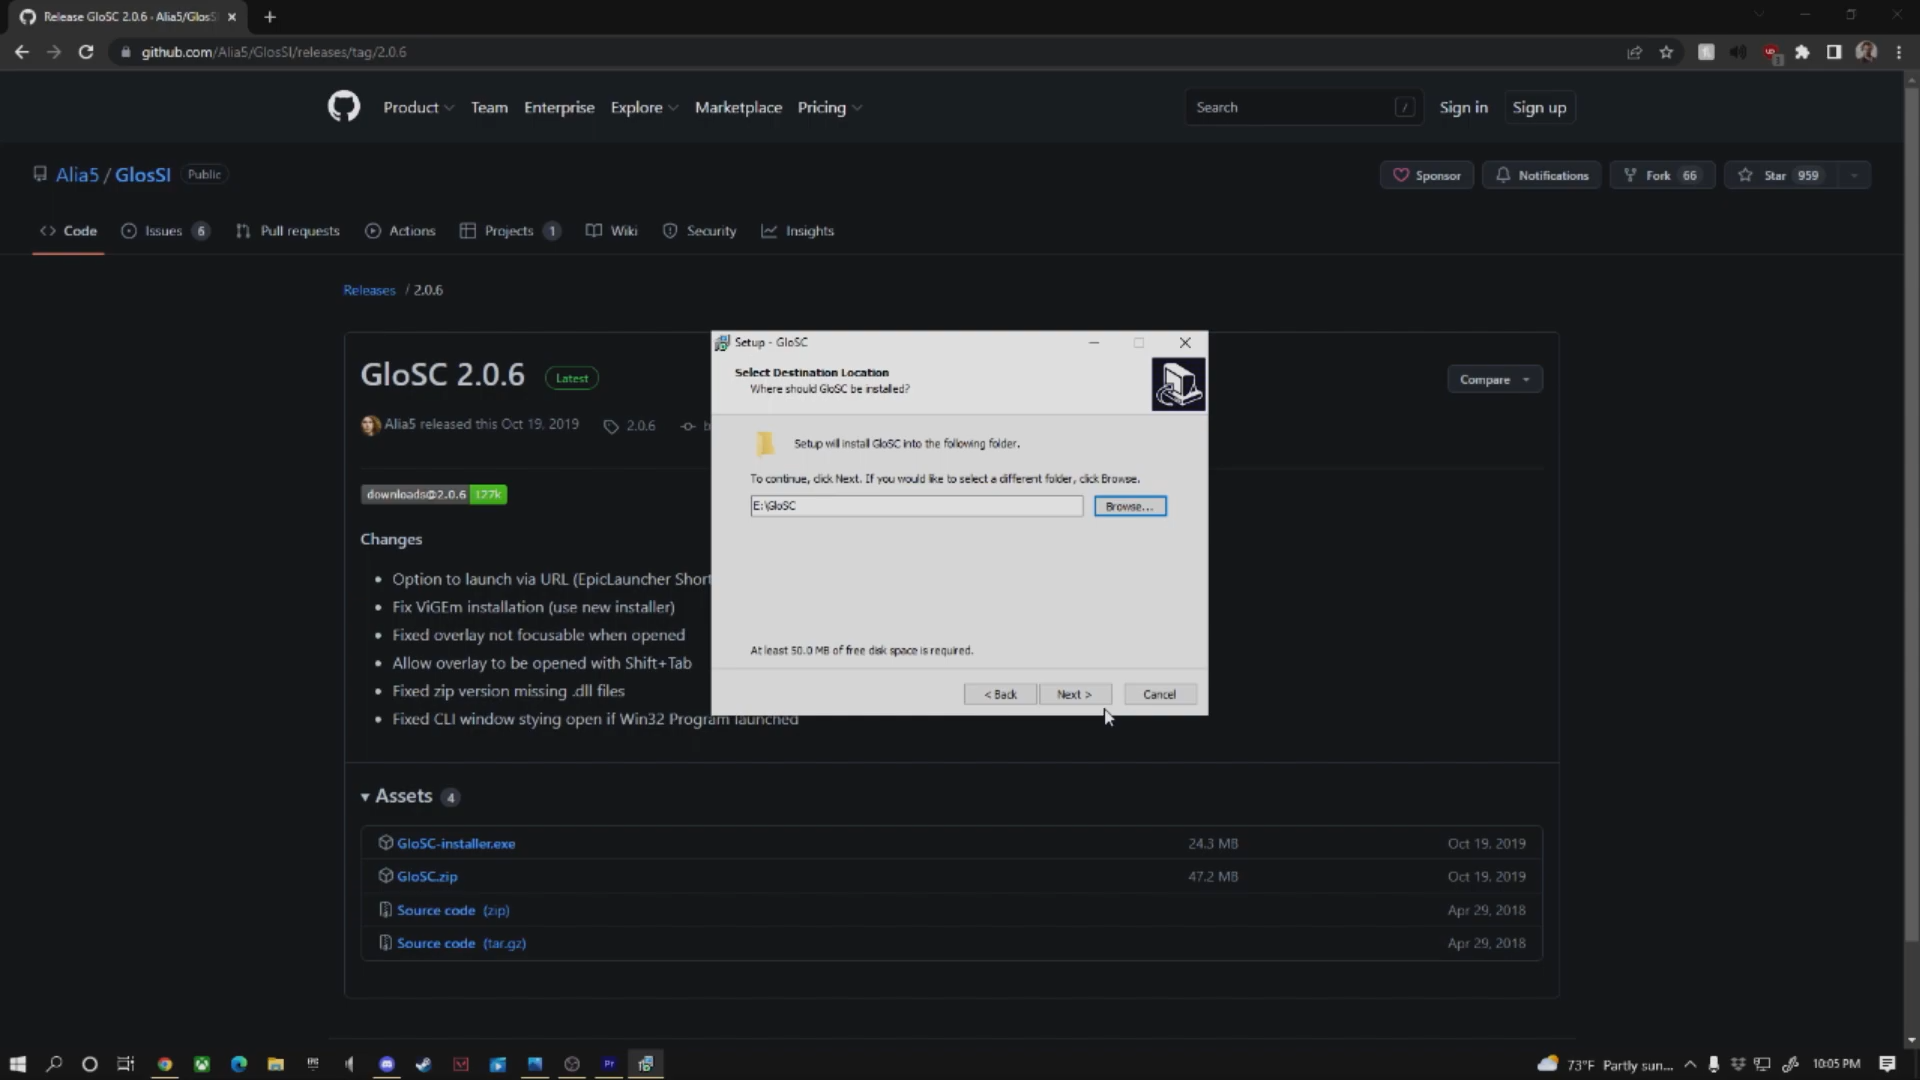 Release GloSC 2.0.6 · Alia5/GlosS
github.com/Alia5/GlosSI/releases/tag/2.0.6
Product
Team
Enterprise
Explore
Marketplace
Pricing
Search
/
Sign in
Sign up
Alia5 / GlosSI
Public
Sponsor
Notifications
Fork 66
Star 959
Code
Issues 6
Pull requests
Actions
Projects 1
Wiki
Security
Insights
Releases / 2.0.6
GloSC 2.0.6
Latest
Compare
Alia5 released this Oct 19, 2019
2.0.6
downloads@2.0.6 127k
Changes
• Option to launch via URL (EpicLauncher Short
• Fix ViGEm installation (use new installer)
• Fixed overlay not focusable when opened
• Allow overlay to be opened with Shift+Tab
• Fixed zip version missing .dll files
• Fixed CLI window stying open if Win32 Program launched
Setup - GloSC
Select Destination Location
Where should GloSC be installed?
Setup will install GloSC into the following folder.
To continue, click Next. If you would like to select a different folder, click Browse.
E:\GloSC
Browse...
At least 50.0 MB of free disk space is required.
< Back
Next >
Cancel
Assets 4
GloSC-installer.exe 24.3 MB Oct 19, 2019
GloSC.zip 47.2 MB Oct 19, 2019
Source code (zip) Apr 29, 2018
Source code (tar.gz) Apr 29, 2018
Pr
73°F Partly sun...
10:05 PM